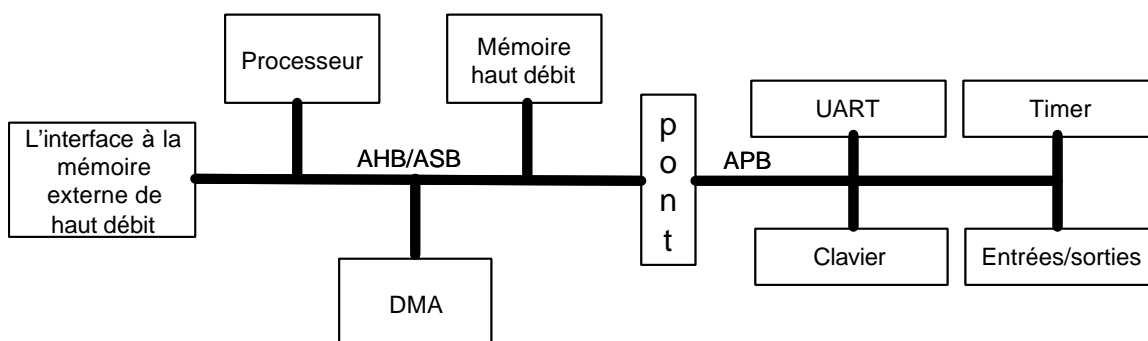 Processeur
Mémoire
haut débit
L'interface à la
mémoire
externe de
haut débit
AHB/ASB
DMA
p
o
n
t
APB
UART
Timer
Clavier
Entrées/sorties